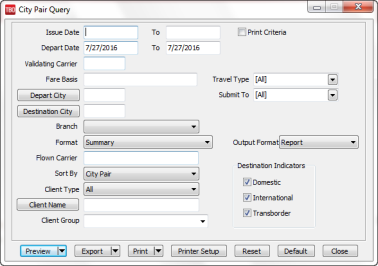 TBO City Pair Query
Issue Date To Print Criteria
Depart Date 7/27/2016 To 7/27/2016
Validating Carrier
Fare Basis Travel Type [All]
Depart City Submit To [All]
Destination City
Branch
Format Summary Output Format Report
Flown Carrier
Destination Indicators
Sort By City Pair Domestic
Client Type All International
Client Name Transborder
Client Group
Preview Export Print Printer Setup Reset Default Close